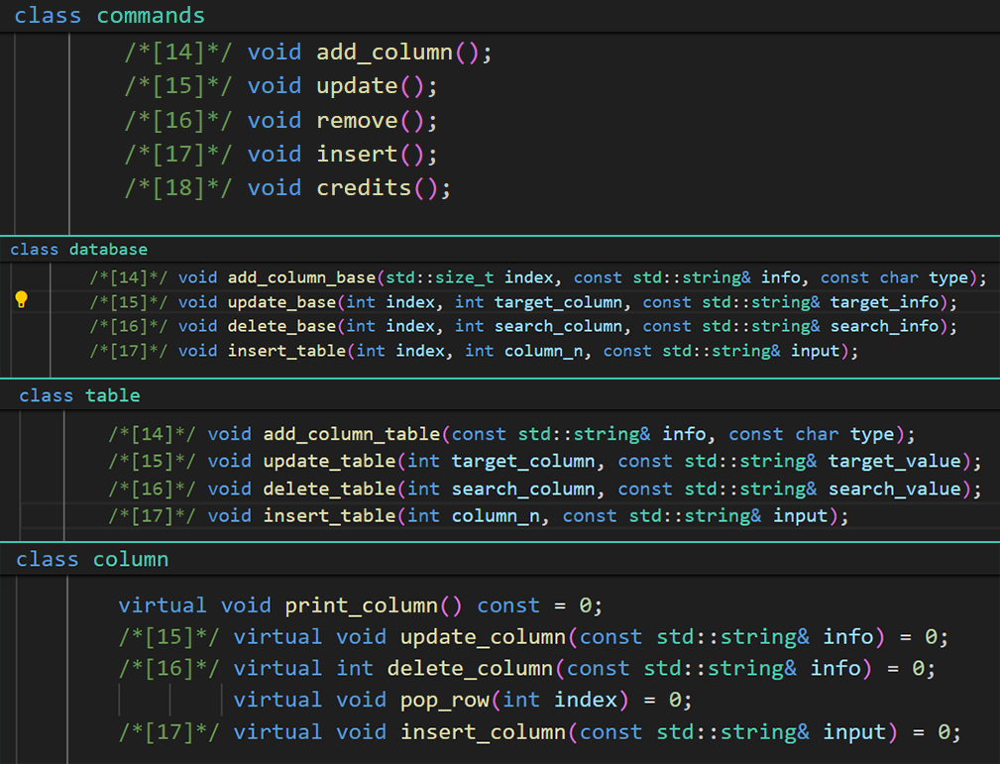 class commands
/*[14]*/ void add_column();
/*[15]*/ void update();
/*[16]*/ void remove();
/*[17]*/ void insert();
/*[18]*/ void credits();
class database
/*[14]*/ void add_column_base(std::size_t index, const std::string& info, const char type);
/*[15]*/ void update_base(int index, int target_column, const std::string& target_info);
/*[16]*/ void delete_base(int index, int search_column, const std::string& search_info);
/*[17]*/ void insert_table(int index, int column_n, const std::string& input);
class table
/*[14]*/ void add_column_table(const std::string& info, const char type);
/*[15]*/ void update_table(int target_column, const std::string& target_value);
/*[16]*/ void delete_table(int search_column, const std::string& search_value);
/*[17]*/ void insert_table(int column_n, const std::string& input);
class column
virtual void print_column() const = 0;
/*[15]*/ virtual void update_column(const std::string& info) = 0;
/*[16]*/ virtual int delete_column(const std::string& info) = 0;
virtual void pop_row(int index) = 0;
/*[17]*/ virtual void insert_column(const std::string& input) = 0;